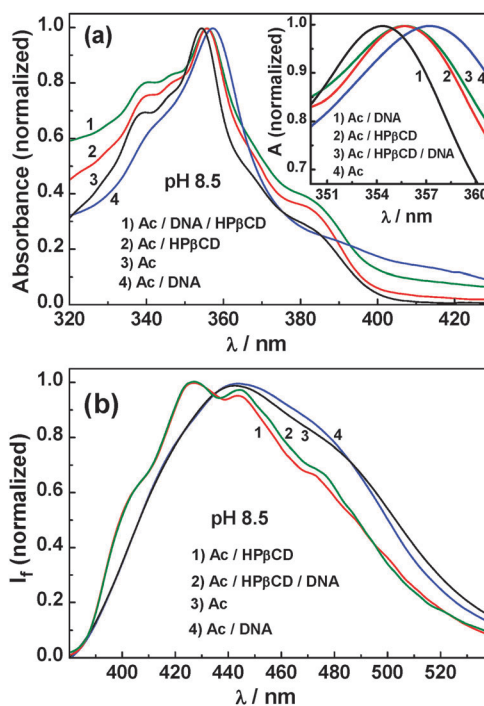 (a)
Absorbance (normalized)
1.0
0.8
0.6
0.4
0.2
0.0
1
2
3
4
pH 8.5
1) Ac / DNA / HPβCD
2) Ac / HPβCD
3) Ac
4) Ac / DNA
320 340 360 380 400 420
λ / nm
A (normalized)
1.0
0.9
0.8
0.7
1 2 3 4
1) Ac / DNA
2) Ac / HPβCD
3) Ac / HPβCD / DNA
4) Ac
351 354 357 360
λ / nm
(b)
If (normalized)
1.0
0.8
0.6
0.4
0.2
0.0
1 2 3 4
pH 8.5
1) Ac / HPβCD
2) Ac / HPβCD / DNA
3) Ac
4) Ac / DNA
400 420 440 460 480 500 520
λ / nm